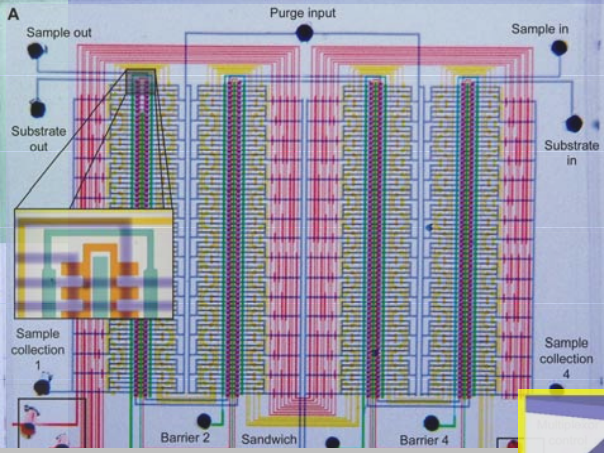 A
Purge input
Sample out
Sample in
Substrate
out
Substrate
in
Sample
collection
1
Sample
collection
4
Barrier 2
Sandwich
Barrier 4